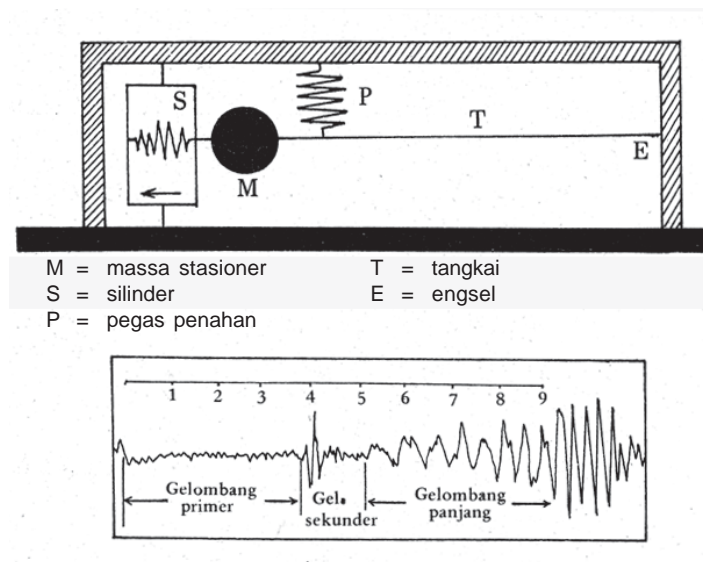 S
P
T
E
M
M = massa stasioner T = tangkai
S = silinder E = engsel
P = pegas penahan
1 2 3 4 5 6 7 8 9
Gelombang
primer
Gel.
sekunder
Gelombang
panjang